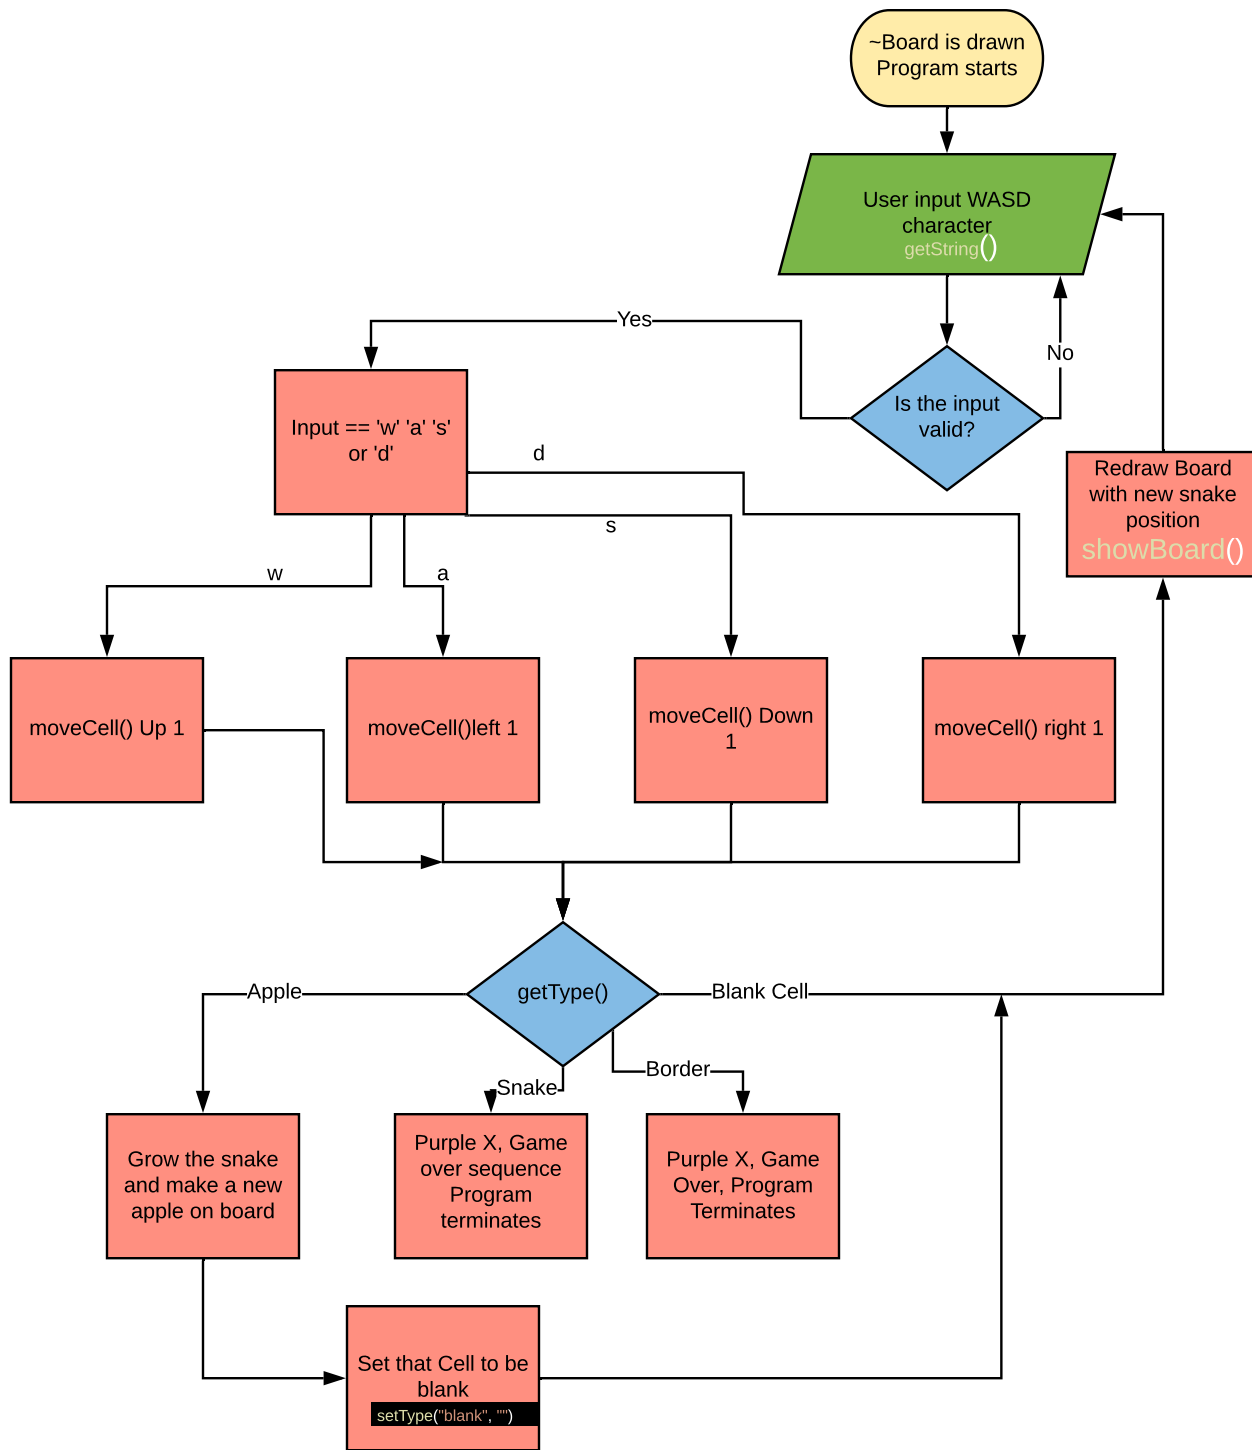 ~Board is drawn
Program starts
User input WASD
character
getString()
Yes
No
Is the input
valid?
Input == 'w' 'a' 's'
or 'd'
d
s
w
a
Redraw Board
with new snake
position
showBoard()
moveCell() Up 1
moveCell()left 1
moveCell() Down
1
moveCell() right 1
getType()
Apple
Blank Cell
Snake
Border
Grow the snake
and make a new
apple on board
Purple X, Game
over sequence
Program
terminates
Purple X, Game
Over, Program
Terminates
Set that Cell to be
blank
setType("blank", "")